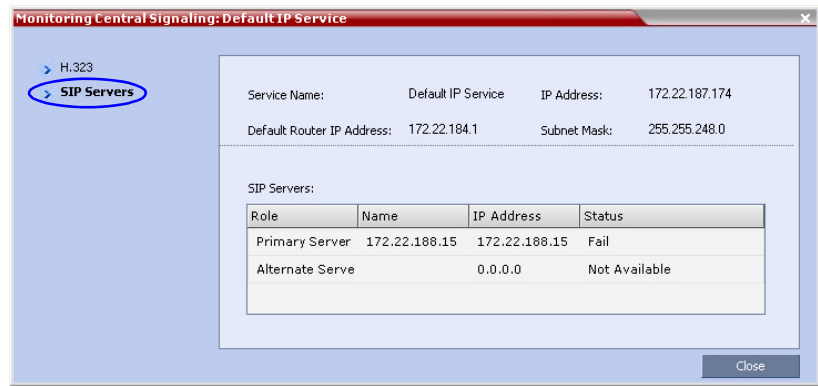 Monitoring Central Signaling: Default IP Service
H.323
SIP Servers
Service Name: Default IP Service IP Address: 172.22.187.174
Default Router IP Address: 172.22.184.1 Subnet Mask: 255.255.248.0
SIP Servers:
Role Name IP Address Status
Primary Server 172.22.188.15 172.22.188.15 Fail
Alternate Serve 0.0.0.0 Not Available
Close